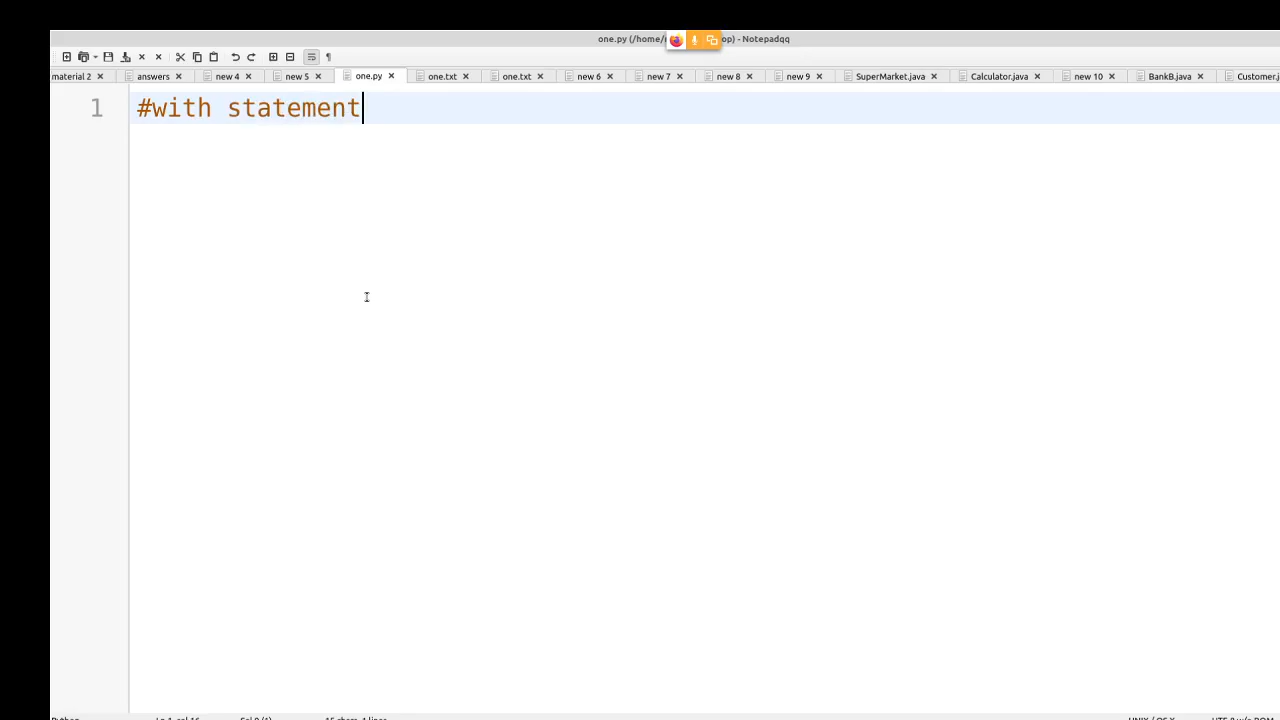 one.py (/home/ op) - Notepadqq
material 2 answers new 4 new 5 one.py one.txt one.txt new 6 new 7 new 8 new 9 SuperMarket.java Calculator.java new 10 BankB.java Customer.j
1 #with statement